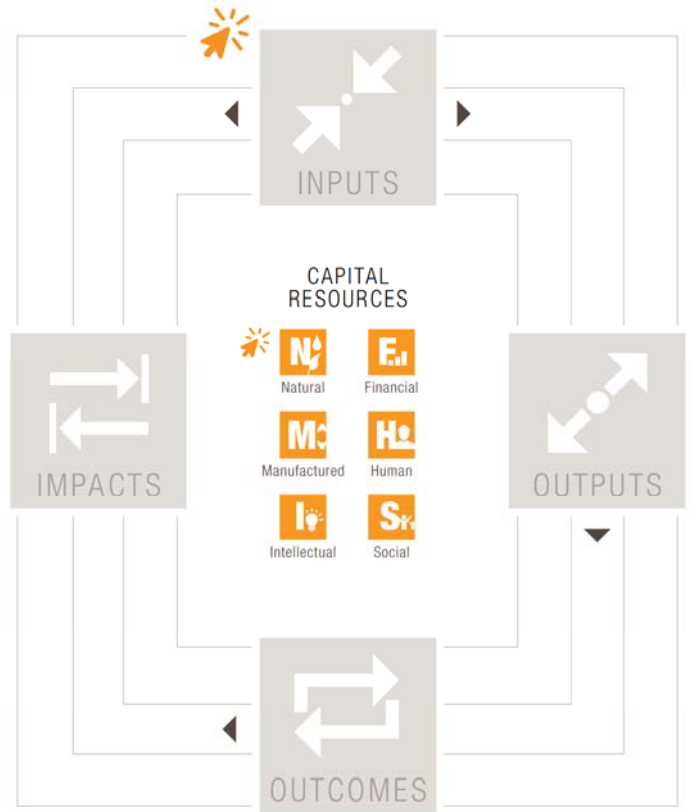 INPUTS
CAPITAL
RESOURCES
N F
Natural Financial
IMPACTS
M H
Manufactured Human
OUTPUTS
I S
Intellectual Social
OUTCOMES